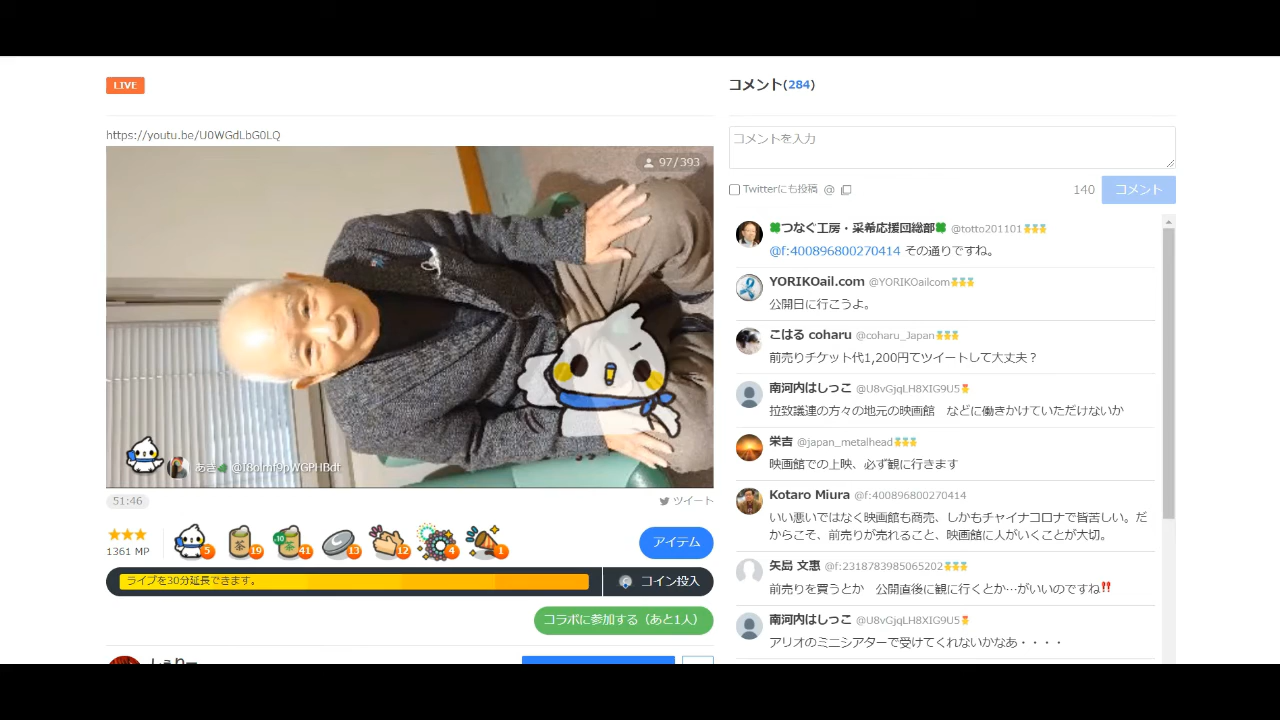 LIVE
https://youtu.be/U0WGdLbG0LQ
97/393
あき
@f8olmf9pWGPHBdf
51:46
ツイート
1361 MP
5
19
×10
41
13
12
4
1
アイテム
ライブを30分延長できます。
コイン投入
コラボに参加する（あと1人）
しぇりー
コメント(284)
コメントを入力
Twitterにも投稿 @
140
コメント
つなぐ工房・采希応援回総部 @totto201101
@f:400896800270414 その通りですね。
YORIKOail.com @YORIKOailcom
公開日に行こうよ。
こはる coharu @coharu_Japan
前売りチケット代1,200円てツイートして大丈夫？
南河内はしっこ @U8vGjqLH8XIG9U5
拉致議連の方々の地元の映画館　などに働きかけていただけないか
栄吉 @japan_metalhead
映画館での上映、必ず観に行きます
Kotaro Miura @f:400896800270414
いい悪いではなく映画館も商売、しかもチャイナコロナで皆苦しい。だ
からこそ、前売りが売れること、映画館に人がいくことが大切。
矢島 文惠 @f:2318783985065202
前売りを買うとか　公開直後に観に行くとか…がいいのですね‼
南河内はしっこ @U8vGjqLH8XIG9U5
アリオのミニシアターで受けてくれないかなあ・・・・